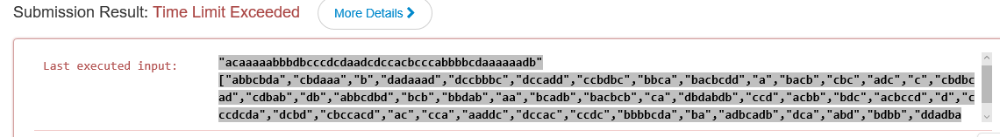 Submission Result: Time Limit Exceeded More Details
Last executed input: "acaaaaabbbdbcccdcdaadcdccacbcccabbbbcdaaaaaadb"
["abbcbda","cbdaaa","b","dadaaad","dccbbbc","dccadd","ccbdbc","bbca","bacbcdd","a","bacb","cbc","adc","c","cbdbc
ad","cdbab","db","abbcdbd","bcb","bbdab","aa","bcadb","bacbcb","ca","dbdabdb","ccd","acbb","bdc","acbccd","d","c
ccdcda","dcbd","cbccacd","ac","cca","aaddc","dccac","ccdc","bbbbcda","ba","adbcadb","dca","abd","bdbb","ddadba